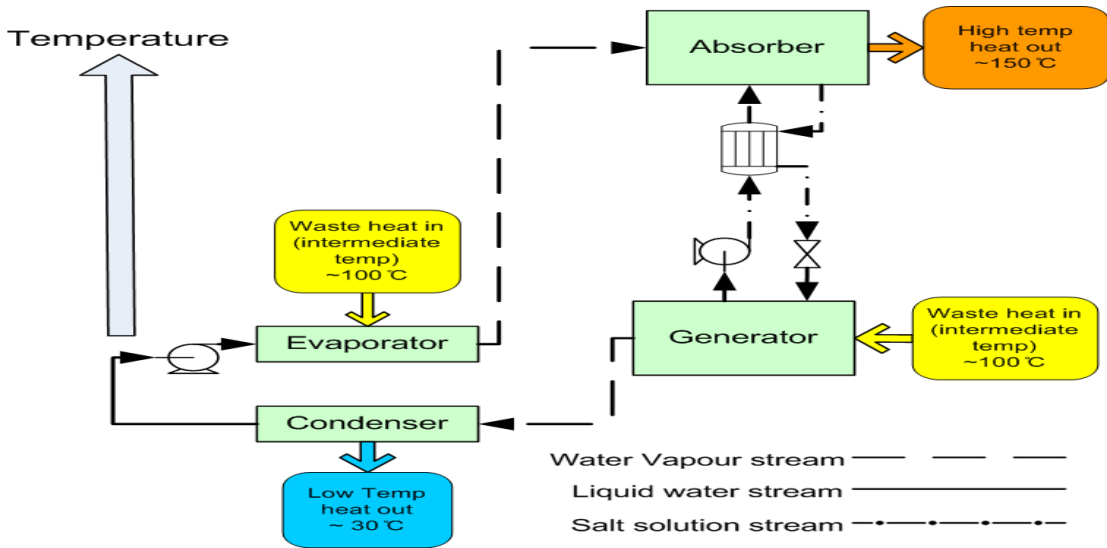 Temperature
Absorber
High temp
heat out
~150°C
Waste heat in
(intermediate
temp)
~100°C
Evaporator
Generator
Waste heat in
(intermediate
temp)
~100°C
Condenser
Low Temp
heat out
~ 30°C
Water Vapour stream
Liquid water stream
Salt solution stream